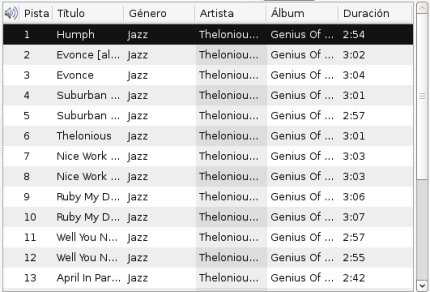 Pista Título Género Artista Álbum Duración
1 Humph Jazz Theloniou... Genius Of ... 2:54
2 Evonce [al... Jazz Theloniou... Genius Of ... 3:02
3 Evonce Jazz Theloniou... Genius Of ... 3:04
4 Suburban ... Jazz Theloniou... Genius Of ... 3:01
5 Suburban ... Jazz Theloniou... Genius Of ... 2:57
6 Thelonious Jazz Theloniou... Genius Of ... 3:01
7 Nice Work ... Jazz Theloniou... Genius Of ... 3:03
8 Nice Work ... Jazz Theloniou... Genius Of ... 3:03
9 Ruby My D... Jazz Theloniou... Genius Of ... 3:06
10 Ruby My D... Jazz Theloniou... Genius Of ... 3:07
11 Well You N... Jazz Theloniou... Genius Of ... 2:57
12 Well You N... Jazz Theloniou... Genius Of ... 2:55
13 April In Par... Jazz Theloniou... Genius Of ... 2:42